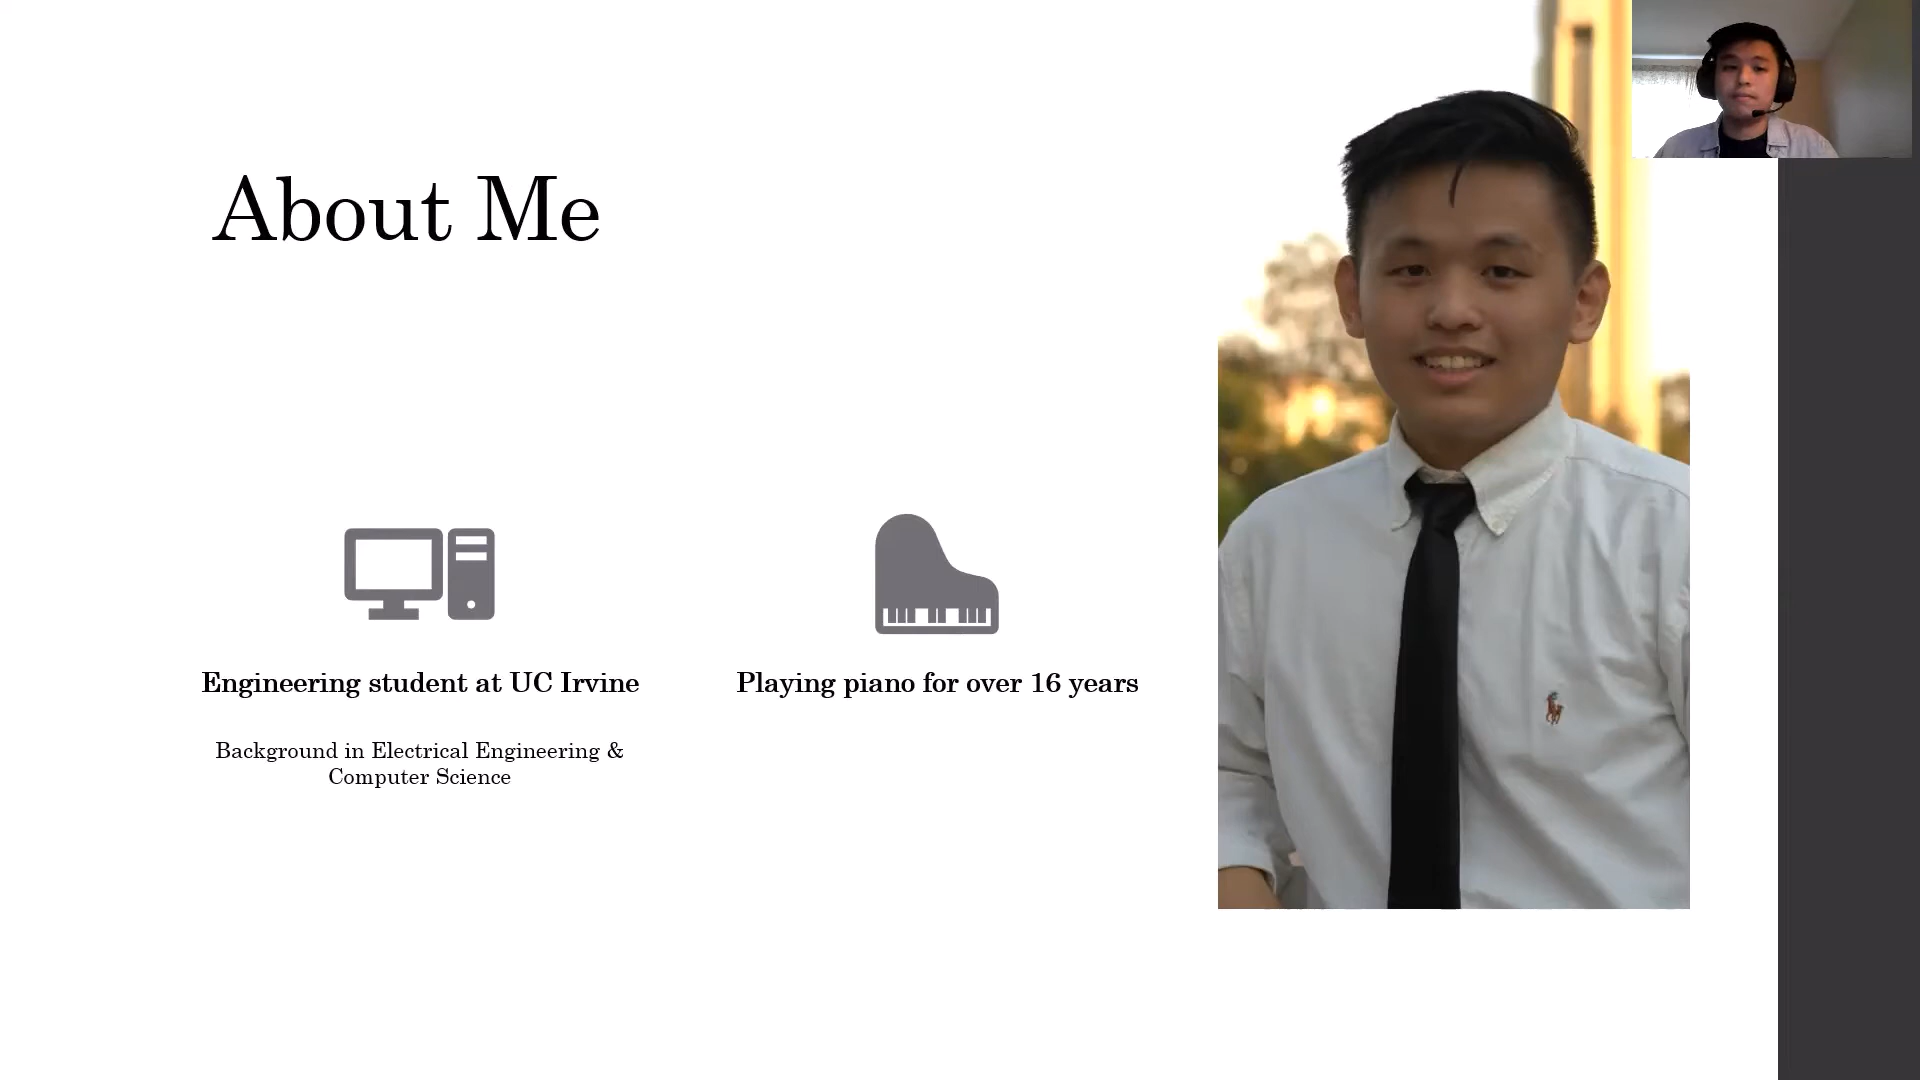 About Me
Engineering student at UC Irvine
Background in Electrical Engineering &
Computer Science
Playing piano for over 16 years